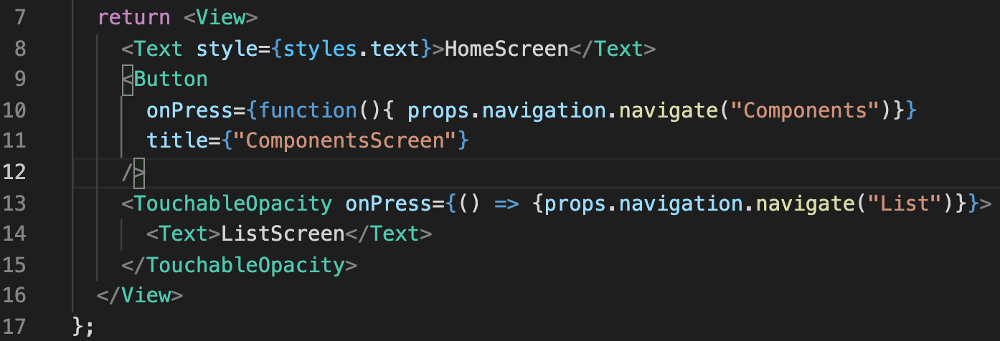 7 return <View>
8 <Text style={styles.text}>HomeScreen</Text>
9 <Button
10 onPress={function(){ props.navigation.navigate("Components")}}
11 title={"ComponentsScreen"}
12 />
13 <TouchableOpacity onPress={() => {props.navigation.navigate("List")}}>
14 <Text>ListScreen</Text>
15 </TouchableOpacity>
16 </View>
17 };